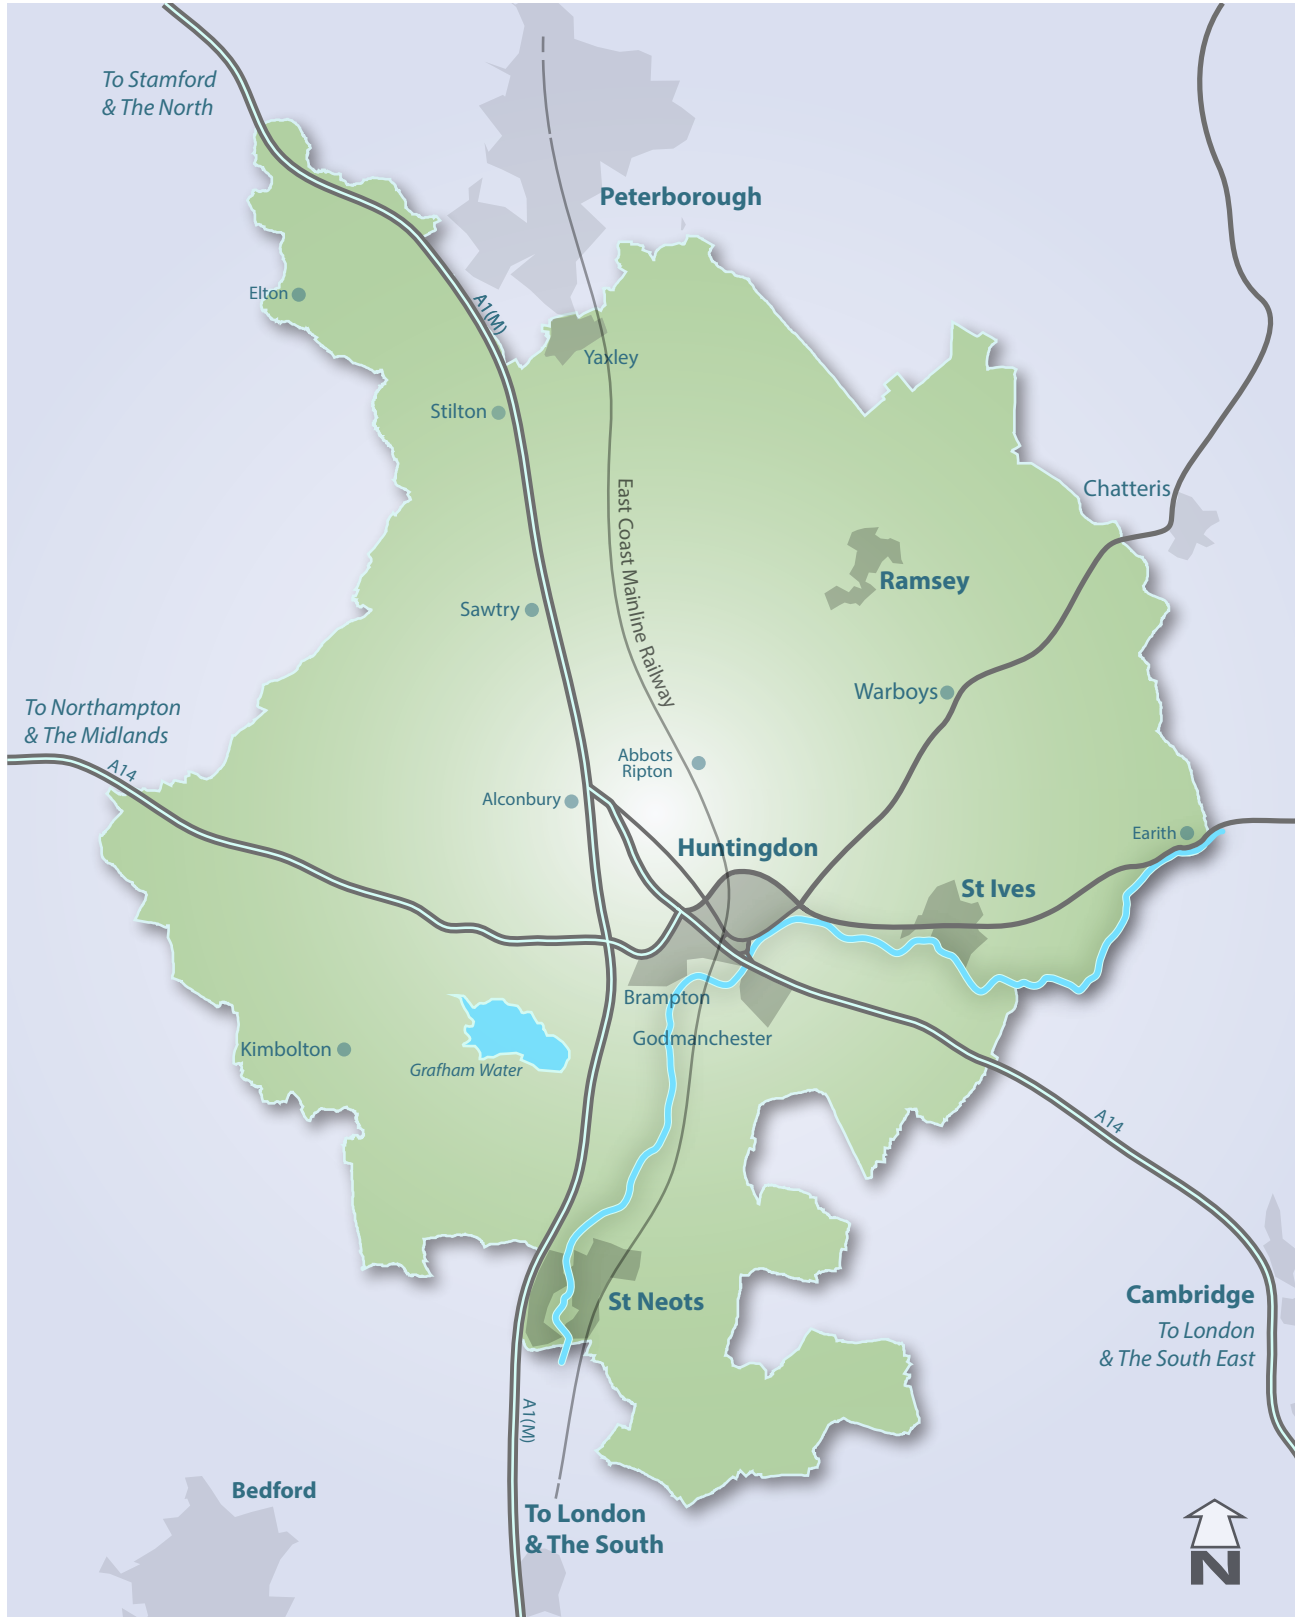 To Stamford
& The North
Peterborough
Elton
A1(M)
Yaxley
Stilton
East Coast Mainline Railway
Chatteris
Ramsey
Sawtry
Warboys
To Northampton
& The Midlands
A14
Abbots
Ripton
Alconbury
Earith
Huntingdon
St Ives
Brampton
Godmanchester
Kimbolton
Grafham Water
A14
Cambridge
To London
& The South East
St Neots
A1(M)
Bedford
To London
& The South
N